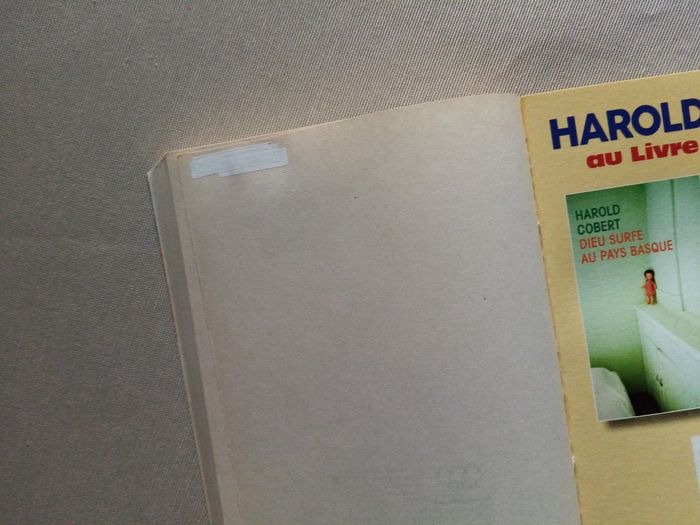 HAROLD
au Livre
HAROLD
COBERT
DIEU SURFE
AU PAYS BASQUE